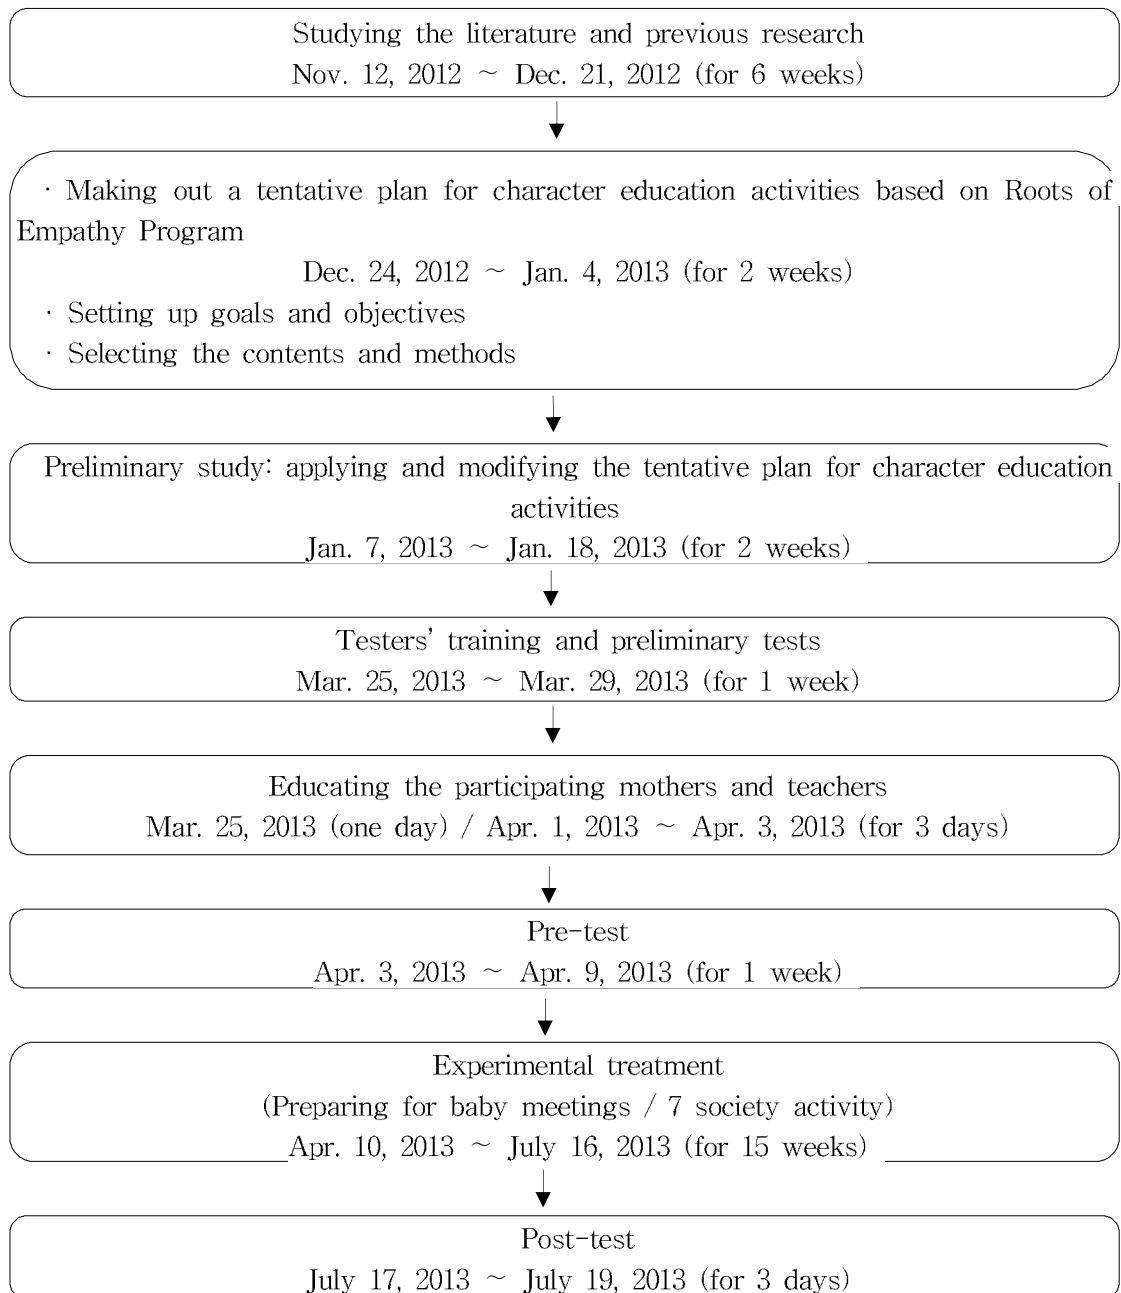 Studying the literature and previous research
Nov. 12, 2012 ~ Dec. 21, 2012 (for 6 weeks)
· Making out a tentative plan for character education activities based on Roots of
Empathy Program
Dec. 24, 2012 ~ Jan. 4, 2013 (for 2 weeks)
· Setting up goals and objectives
· Selecting the contents and methods
Preliminary study: applying and modifying the tentative plan for character education
activities
Jan. 7, 2013 ~ Jan. 18, 2013 (for 2 weeks)
Testers’ training and preliminary tests
Mar. 25, 2013 ~ Mar. 29, 2013 (for 1 week)
Educating the participating mothers and teachers
Mar. 25, 2013 (one day) / Apr. 1, 2013 ~ Apr. 3, 2013 (for 3 days)
Pre-test
Apr. 3, 2013 ~ Apr. 9, 2013 (for 1 week)
Experimental treatment
(Preparing for baby meetings / 7 society activity)
Apr. 10, 2013 ~ July 16, 2013 (for 15 weeks)
Post-test
July 17, 2013 ~ July 19, 2013 (for 3 days)